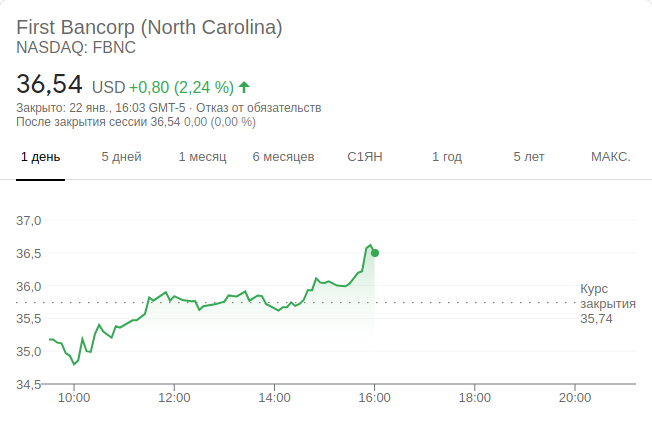 First Bancorp (North Carolina)
NASDAQ: FBNC
36,54 USD +0,80 (2,24 %)
Закрыто: 22 янв., 16:03 GMT-5 · Отказ от обязательств
После закрытия сессии 36,54 0,00 (0,00 %)
1 день 5 дней 1 месяц 6 месяцев С1ЯН 1 год 5 лет МАКС.
37,0
36,5
36,0
35,5
35,0
34,5
Курс
закрытия
35,74
10:00 12:00 14:00 16:00 18:00 20:00